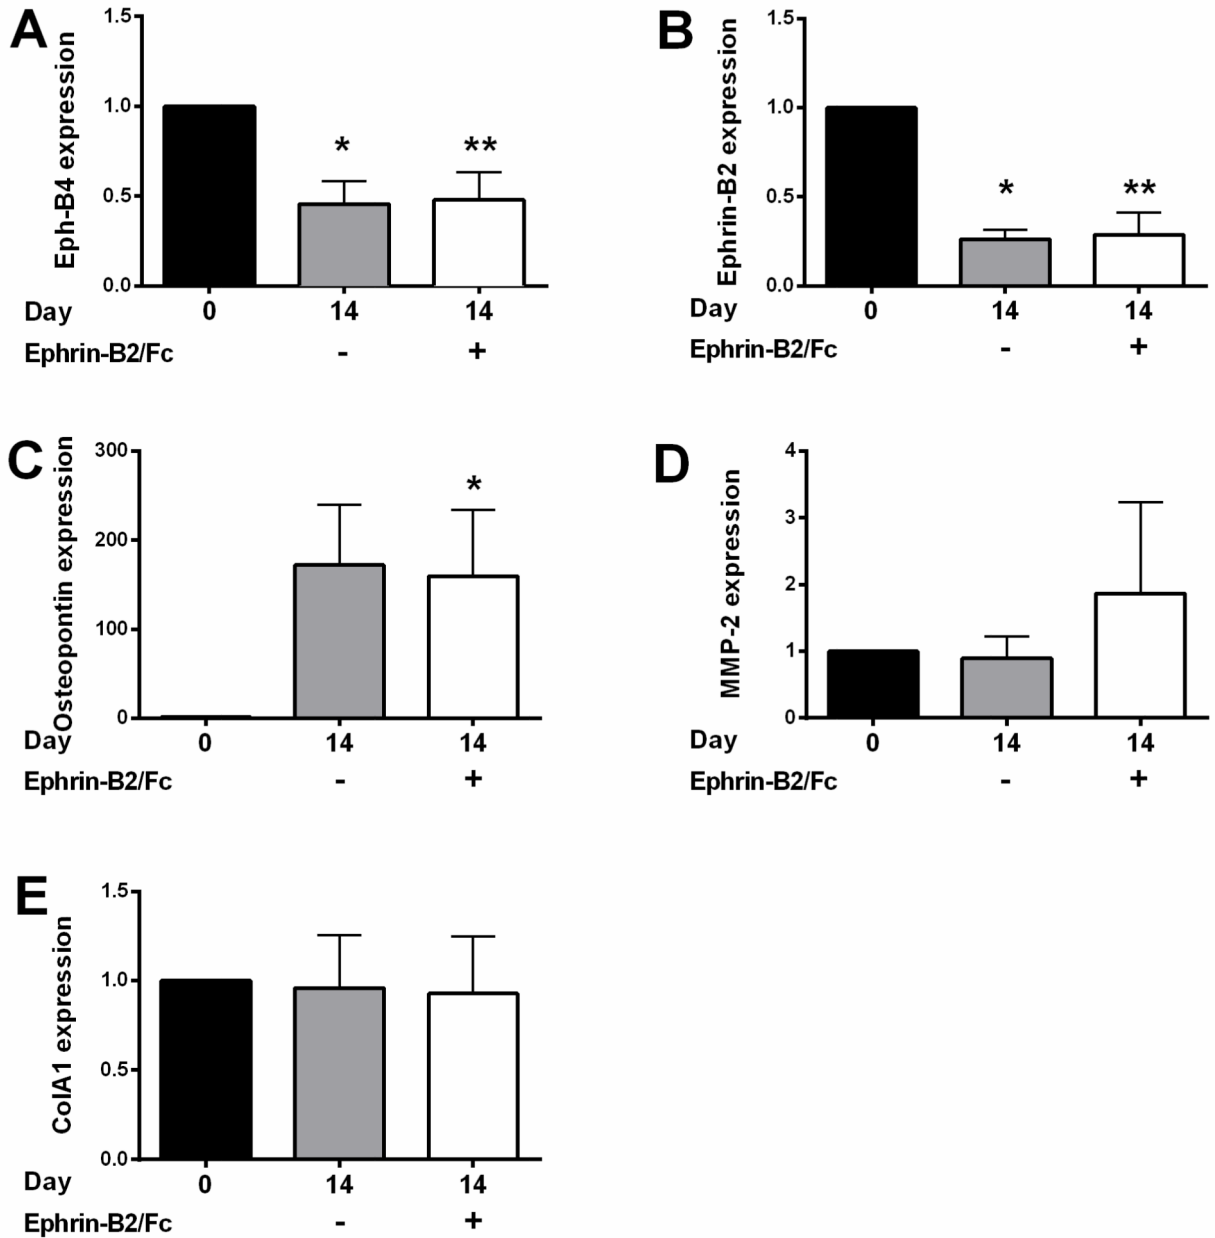 A
Eph-B4 expression
1.5
1.0
0.5
0.0
* **
Day 0 14 14
Ephrin-B2/Fc - +
B
Ephrin-B2 expression
1.5
1.0
0.5
0.0
* **
Day 0 14 14
Ephrin-B2/Fc - +
C
Osteopontin expression
300
200
100
0
*
Day 0 14 14
Ephrin-B2/Fc - +
D
MMP-2 expression
4
3
2
1
0
Day 0 14 14
Ephrin-B2/Fc - +
E
ColA1 expression
1.5
1.0
0.5
0.0
Day 0 14 14
Ephrin-B2/Fc - +